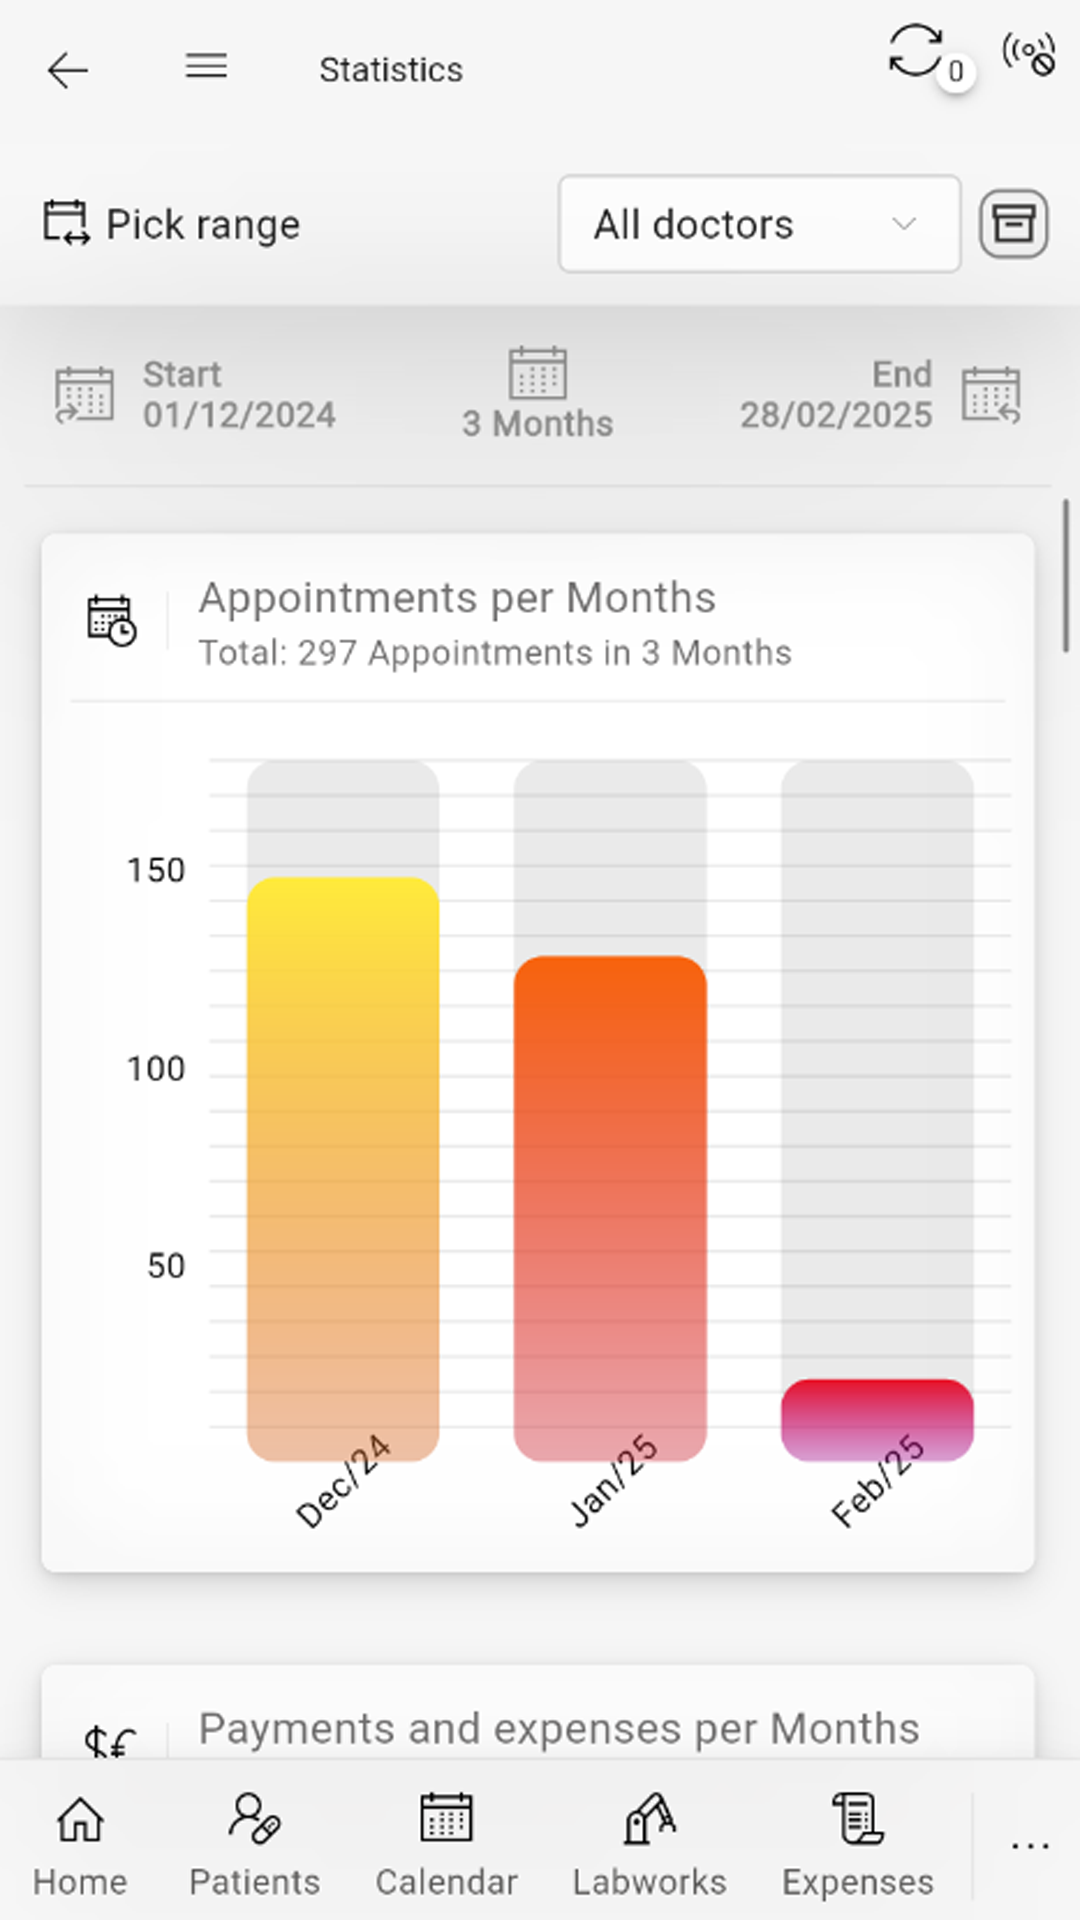 Statistics
0
Pick range
All doctors
Start
01/12/2024
3 Months
End
28/02/2025
Appointments per Months
Total: 297 Appointments in 3 Months
150
100
50
Dec/24
Jan/25
Feb/25
Payments and expenses per Months
Home
Patients
Calendar
Labworks
Expenses